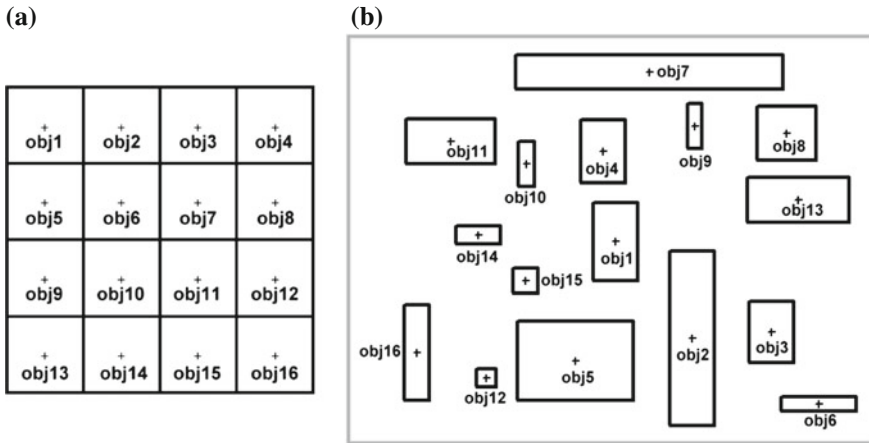 (a)
obj1 obj2 obj3 obj4
obj5 obj6 obj7 obj8
obj9 obj10 obj11 obj12
obj13 obj14 obj15 obj16
(b)
obj7
obj11
obj4
obj9
obj8
obj10
obj13
obj14
obj1
obj15
obj16
obj2
obj3
obj5
obj12
obj6